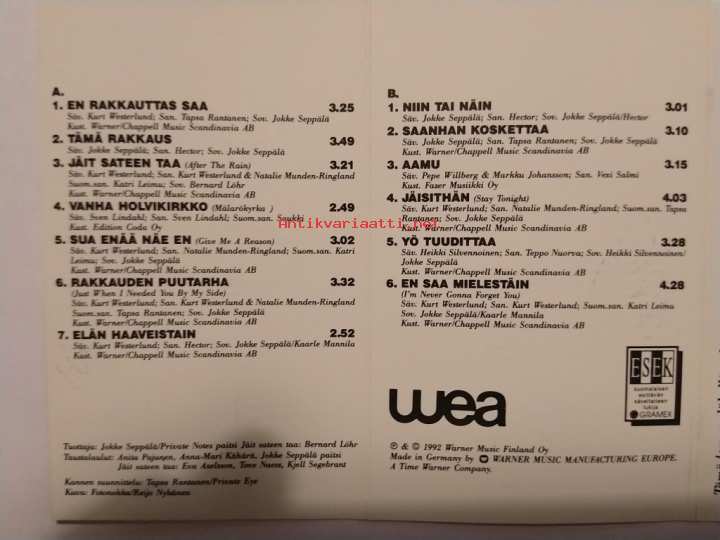 A.
1. EN RAKKAUTTAS SAA 3.25
Säv. Kurt Westerlund; San. Tapsa Rantanen; Sov. Jokke Seppälä
Kust. Warner/Chappell Music Scandinavia AB
2. TÄMÄ RAKKAUS 3.49
Säv. Jokke Seppälä; San. Hector; Sov. Jokke Seppälä
3. JÄIT SATEEN TAA (After The Rain) 3.21
Säv. Kurt Westerlund; San. Kurt Westerlund & Natalie Munden-Ringland
Suom.san. Katri Leimu; Sov. Bernard Löhr
4. VANHA HOLVIKIRKKO (Mälarökyrka) 2.49
Säv. Sven Lindahl; San. Sven Lindahl; Suom.san. Saukki
Kust. Edition Coda Oy
5. SUA ENÄÄ NÄE EN (Give Me A Reason) 3.02
Säv. Kurt Westerlund; San. Natalie Munden-Ringland; Suom.san. Katri
Leimu; Sov. Jokke Seppälä
Kust. Warner/Chappell Music Scandinavia AB
6. RAKKAUDEN PUUTARHA 3.32
(Just When I Needed You By My Side)
Säv. Kurt Westerlund; San. Kurt Westerlund & Natalie Munden-Ringland
Suom.san. Tapsa Rantanen; Sov. Jokke Seppälä
Kust. Warner/Chappell Music Scandinavia AB
7. ELÄN HAAVEISTAIN 2.52
Säv. Kurt Westerlund; San. Hector; Sov. Jokke Seppälä/Kaarle Mannila
Kust. Warner/Chappell Music Scandinavia AB
Tuottaja: Jokke Seppälä/Private Notes paitsi Jäit sateen taa: Bernard Löhr
Taustalaulut: Anita Pajunen, Anna-Mari Kähärä, Jokke Seppälä paitsi
Jäit sateen taa: Eva Axelsson, Tove Naess, Kjell Segebrant
Kannen suunnittelu: Tapsa Rantanen/Private Eye
Kuva: Fotonokka/Reijo Nykänen
B.
1. NIIN TAI NÄIN 3.01
Säv. Jokke Seppälä; San. Hector; Sov. Jokke Seppälä/Hector
2. SAANHAN KOSKETTAA 3.10
Säv. Jokke Seppälä; San. Tapsa Rantanen; Sov. Jokke Seppälä
Kust. Warner/Chappell Music Scandinavia AB
3. AAMU 3.15
Säv. Pepe Willberg & Markku Johansson; San. Vexi Salmi
Kust. Fazer Musiikki Oy
4. JÄISITHÄN (Stay Tonight) 4.03
Säv. Kurt Westerlund; San. Natalie Munden-Ringland; Suom.san. Tapsa
Rantanen; Sov. Jokke Seppälä
Kust. Warner/Chappell Music Scandinavia AB
5. YÖ TUUDITTAA 3.28
Säv. Heikki Silvennoinen; San. Teppo Nuorva; Sov. Heikki Silvennoinen/
Jokke Seppälä
6. EN SAA MIELESTÄIN 4.28
(I'm Never Gonna Forget You)
Säv. Kurt Westerlund; San. Kurt Westerlund; Suom.san. Katri Leimu
Sov. Jokke Seppälä/Kaarle Mannila
Kust. Warner/Chappell Music Scandinavia AB
wea
ESEK
suomalaisen
esittävän
säveltaiteen
tukija
GRAMEX
℗ & © 1992 Warner Music Finland Oy
Made in Germany by WARNER MUSIC MANUFACTURING EUROPE.
A Time Warner Company.
Antikvariaatti.net